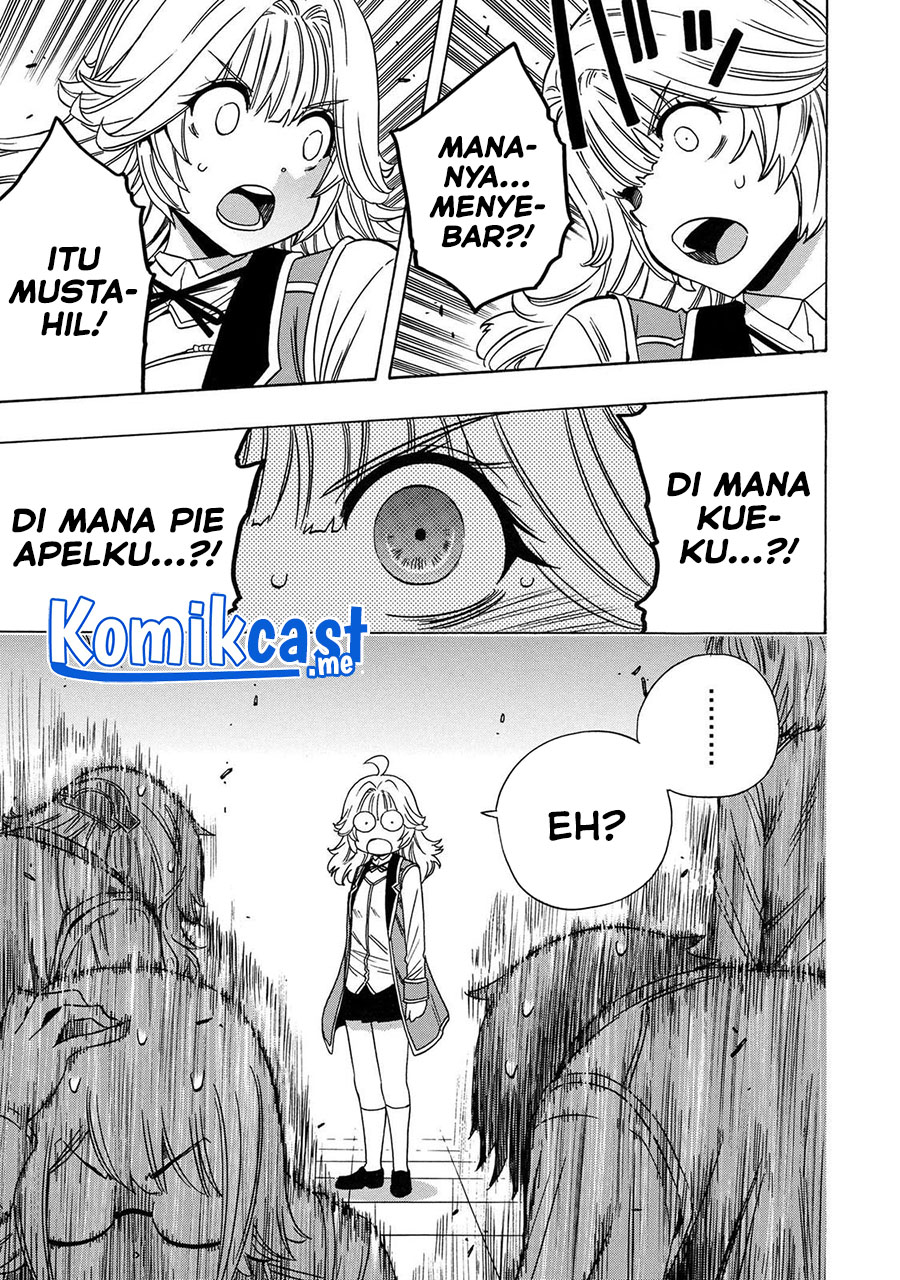 MANA-
NYA...
MENYE-
BAR?!
ITU
MUSTA-
HIL!
DI MANA
KUE-
KU...?!
DI MANA PIE
APELKU...?!
Komikcast
.me
........
EH?